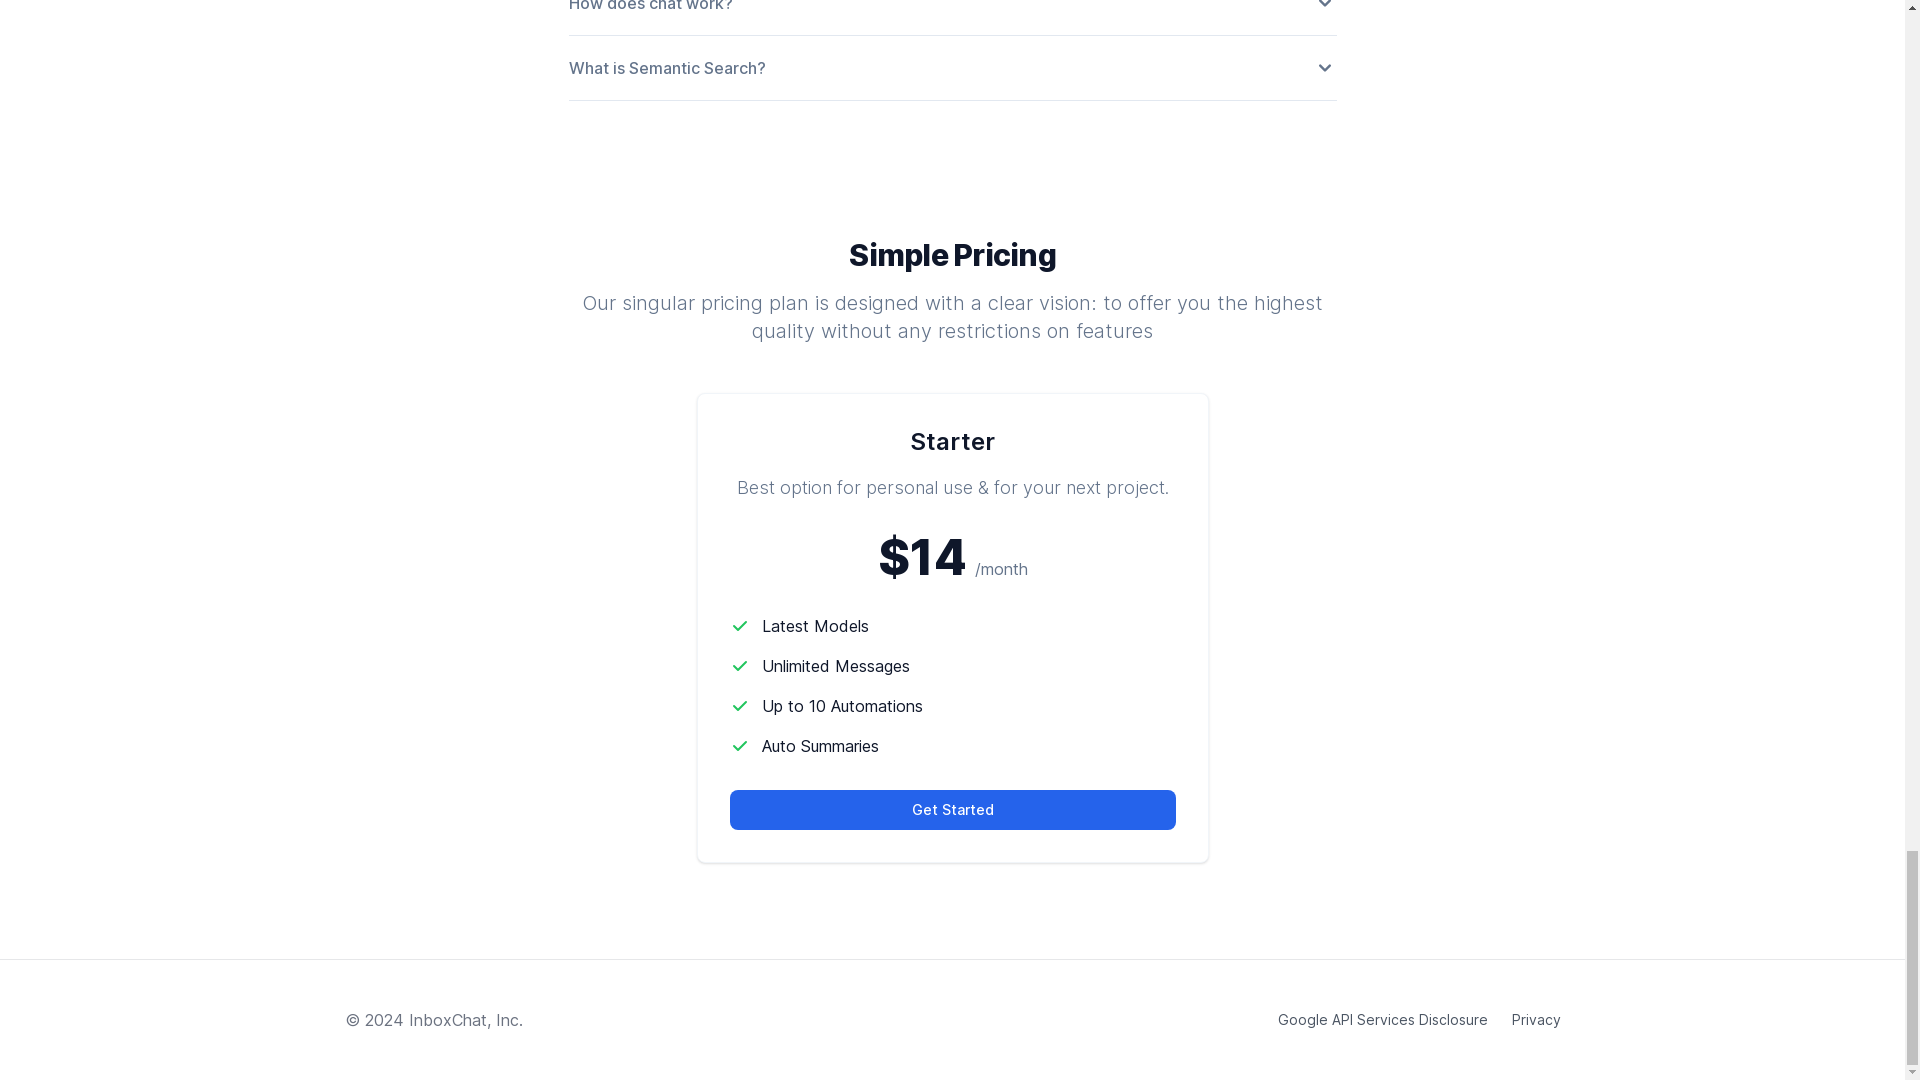 How does chat work?
What is Semantic Search?
Simple Pricing
Our singular pricing plan is designed with a clear vision: to offer you the highest
quality without any restrictions on features
Starter
Best option for personal use & for your next project.
$14 /month
Latest Models
Unlimited Messages
Up to 10 Automations
Auto Summaries
Get Started
© 2024 InboxChat, Inc.
Google API Services Disclosure Privacy